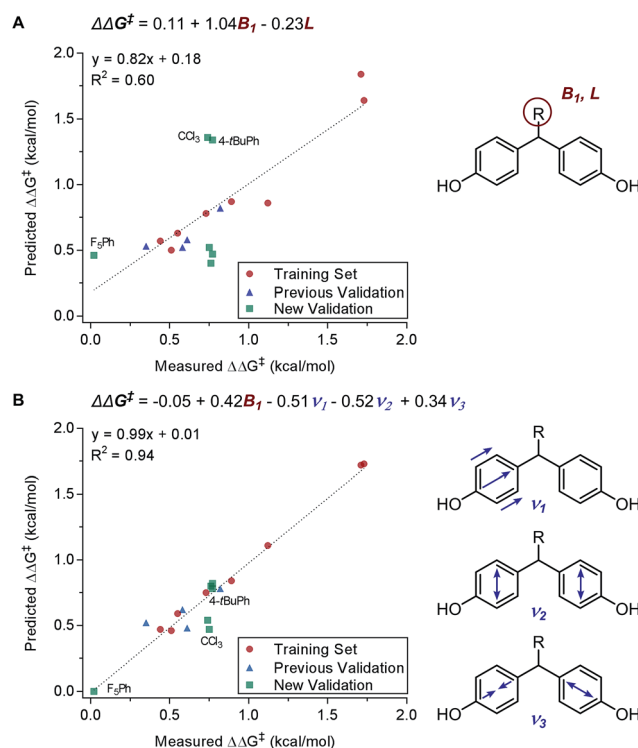 A
ΔΔG‡ = 0.11 + 1.04B1 - 0.23L
y = 0.82x + 0.18
R2 = 0.60
B1, L
R
HO
OH
CCl3
4-tBuPh
F5Ph
Training Set
Previous Validation
New Validation
2.0
1.5
1.0
0.5
0.0
Predicted ΔΔG‡ (kcal/mol)
0.0
0.5
1.0
1.5
2.0
Measured ΔΔG‡ (kcal/mol)
B
ΔΔG‡ = -0.05 + 0.42B1 - 0.51ν1 - 0.52ν2 + 0.34ν3
y = 0.99x + 0.01
R2 = 0.94
4-tBuPh
CCl3
F5Ph
Training Set
Previous Validation
New Validation
2.0
1.5
1.0
0.5
0.0
Predicted ΔΔG‡ (kcal/mol)
0.0
0.5
1.0
1.5
2.0
Measured ΔΔG‡ (kcal/mol)
R
HO
OH
ν1
R
HO
OH
ν2
R
HO
OH
ν3